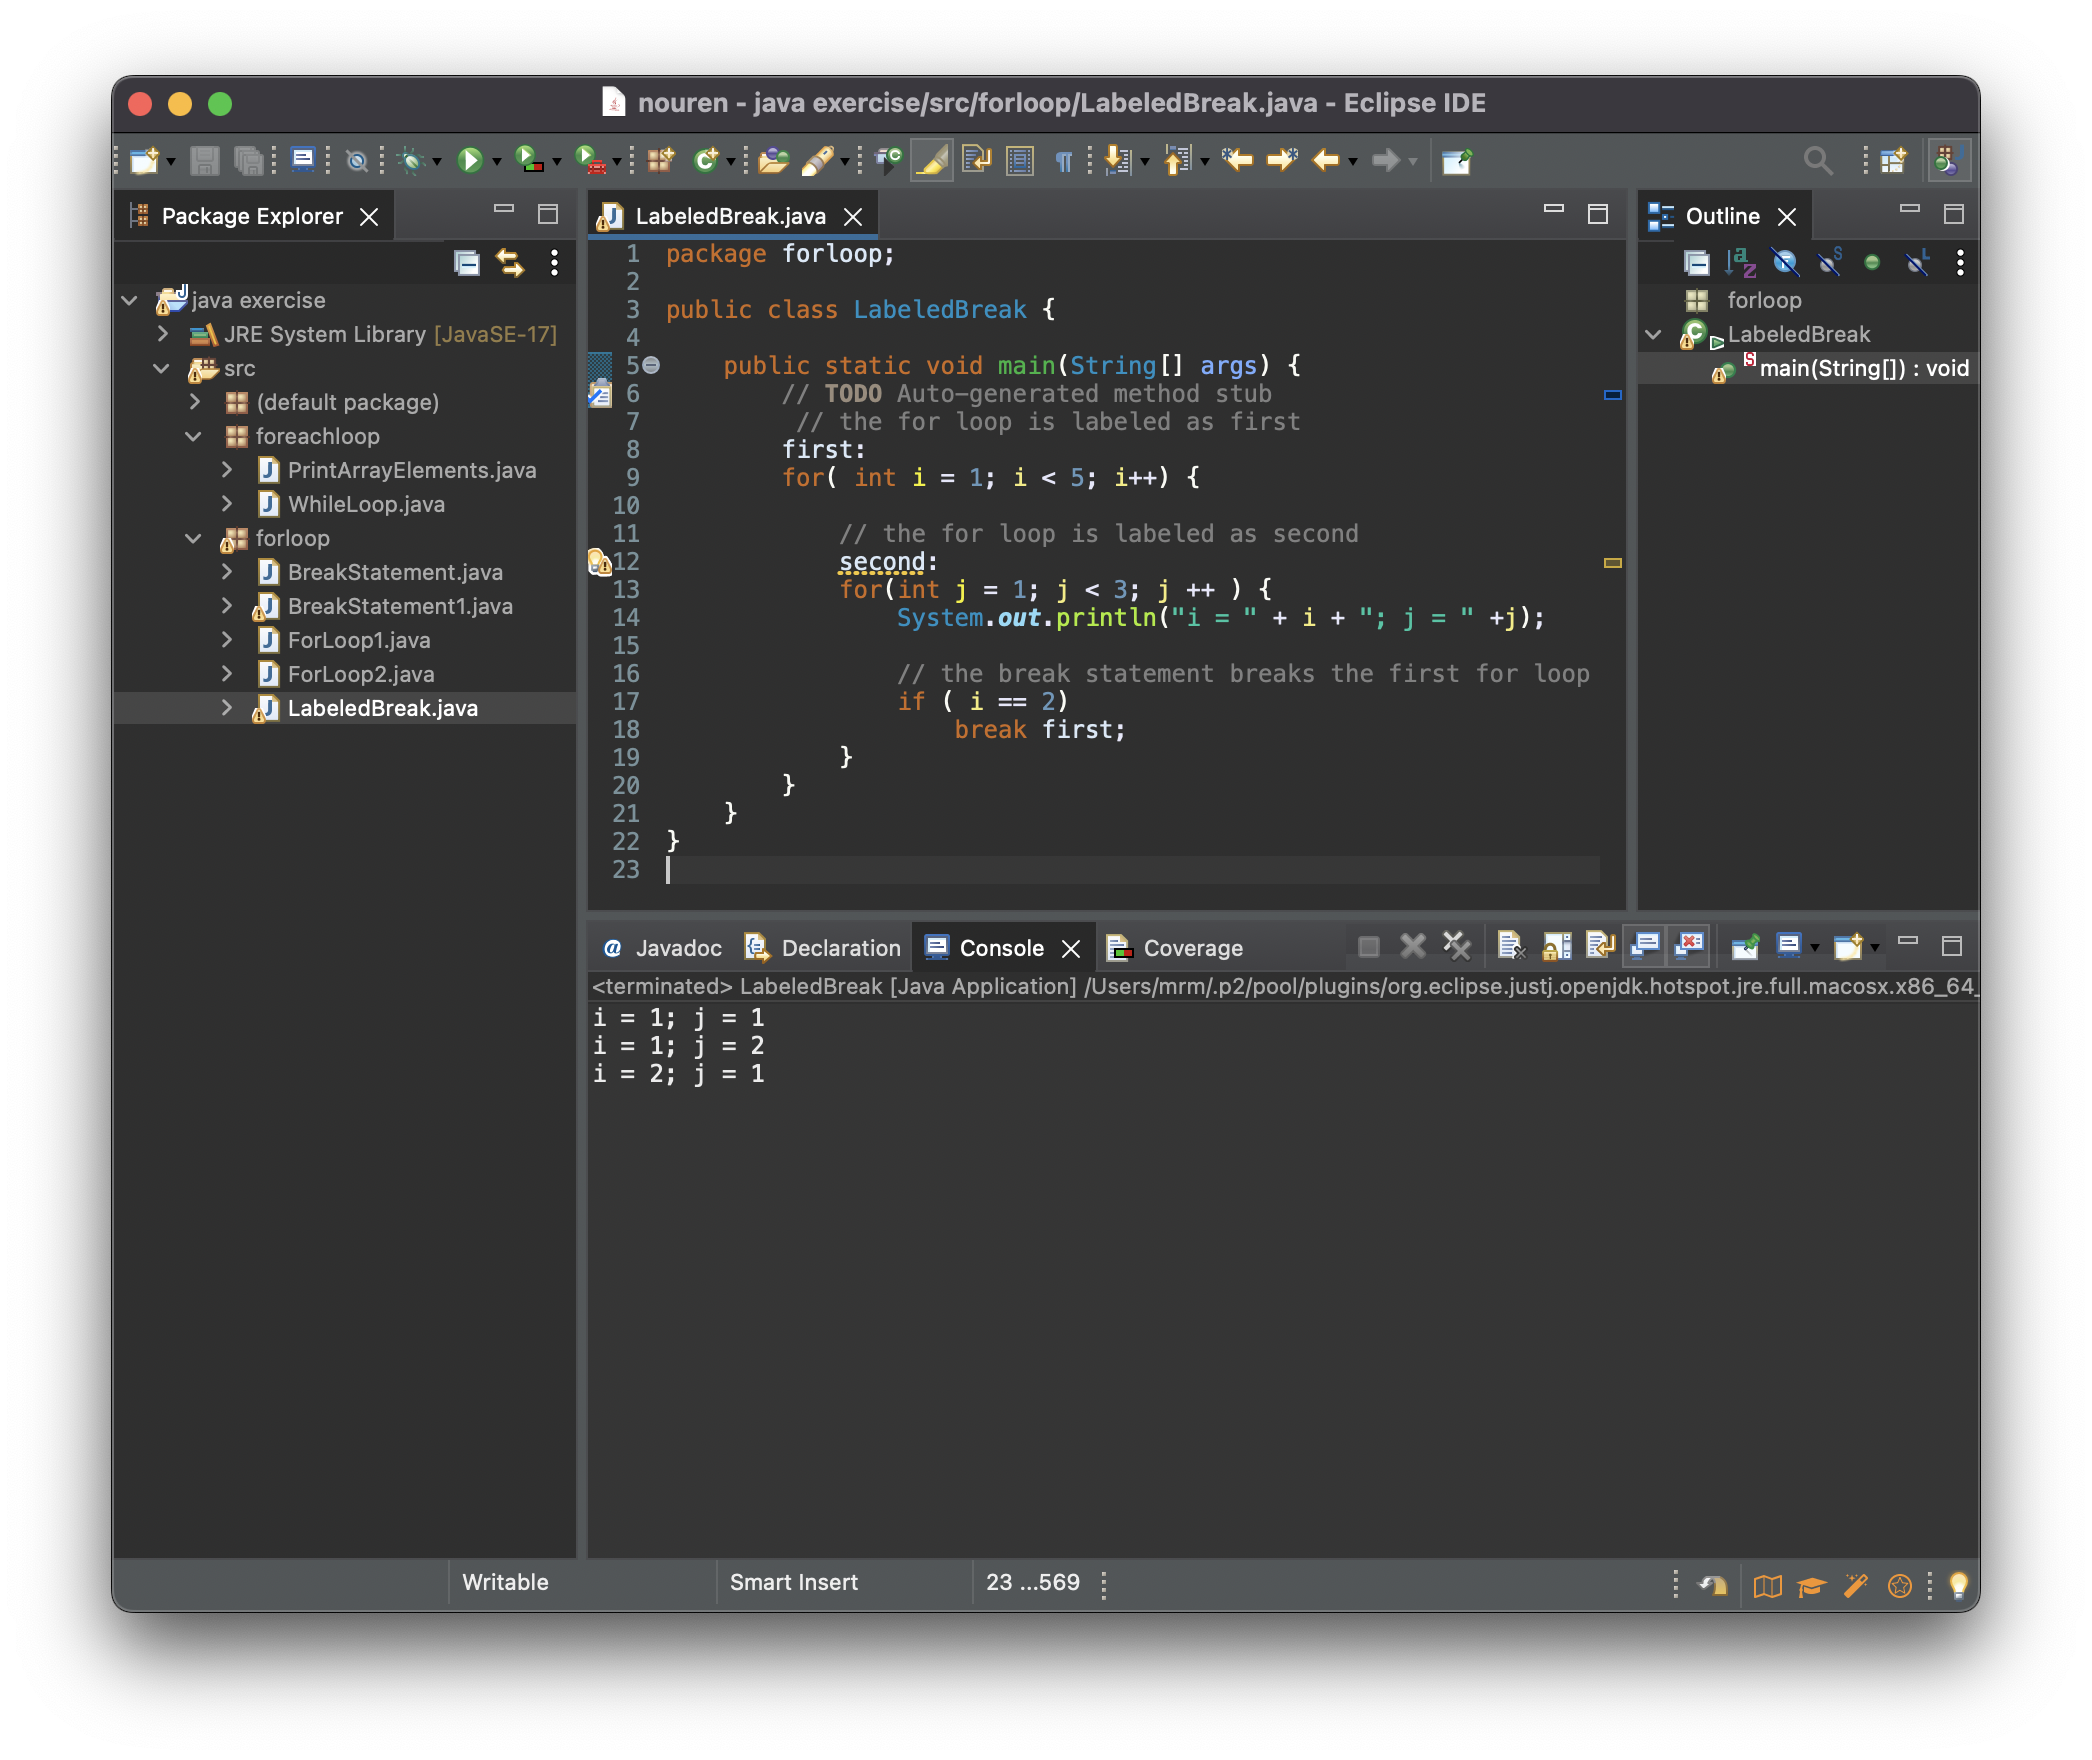 nouren - java exercise/src/forloop/LabeledBreak.java - Eclipse IDE
Package Explorer
java exercise
JRE System Library [JavaSE-17]
src
(default package)
foreachloop
PrintArrayElements.java
WhileLoop.java
forloop
BreakStatement.java
BreakStatement1.java
ForLoop1.java
ForLoop2.java
LabeledBreak.java
LabeledBreak.java
1 package forloop;
2
3 public class LabeledBreak {
4
5 public static void main(String[] args) {
6 // TODO Auto-generated method stub
7 // the for loop is labeled as first
8 first:
9 for( int i = 1; i < 5; i++) {
10
11 // the for loop is labeled as second
12 second:
13 for(int j = 1; j < 3; j ++ ) {
14 System.out.println("i = " + i + "; j = " +j);
15
16 // the break statement breaks the first for loop
17 if ( i == 2)
18 break first;
19 }
20 }
21 }
22 }
23
Outline
forloop
LabeledBreak
main(String[]) : void
Javadoc Declaration Console Coverage
<terminated> LabeledBreak [Java Application] /Users/mrm/.p2/pool/plugins/org.eclipse.justj.openjdk.hotspot.jre.full.macosx.x86_64_
i = 1; j = 1
i = 1; j = 2
i = 2; j = 1
Writable Smart Insert 23 ...569